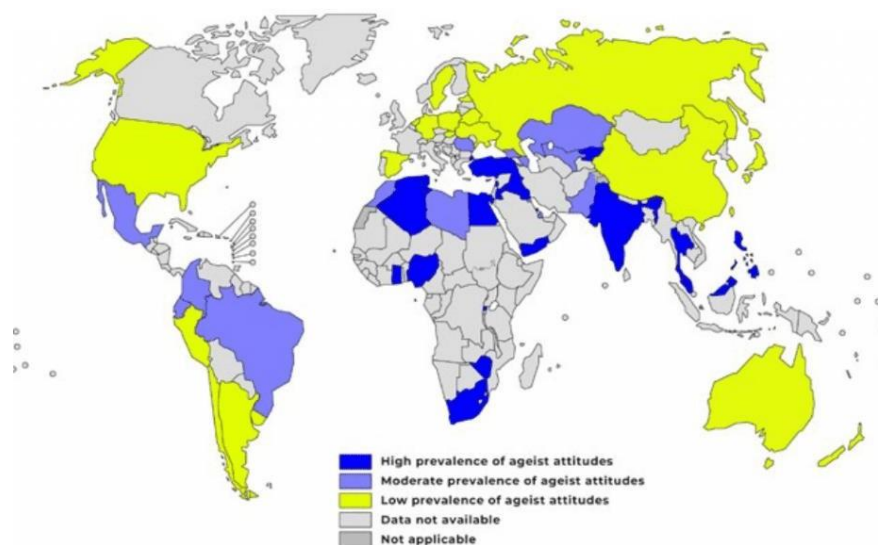 High prevalence of ageist attitudes
Moderate prevalence of ageist attitudes
Low prevalence of ageist attitudes
Data not available
Not applicable